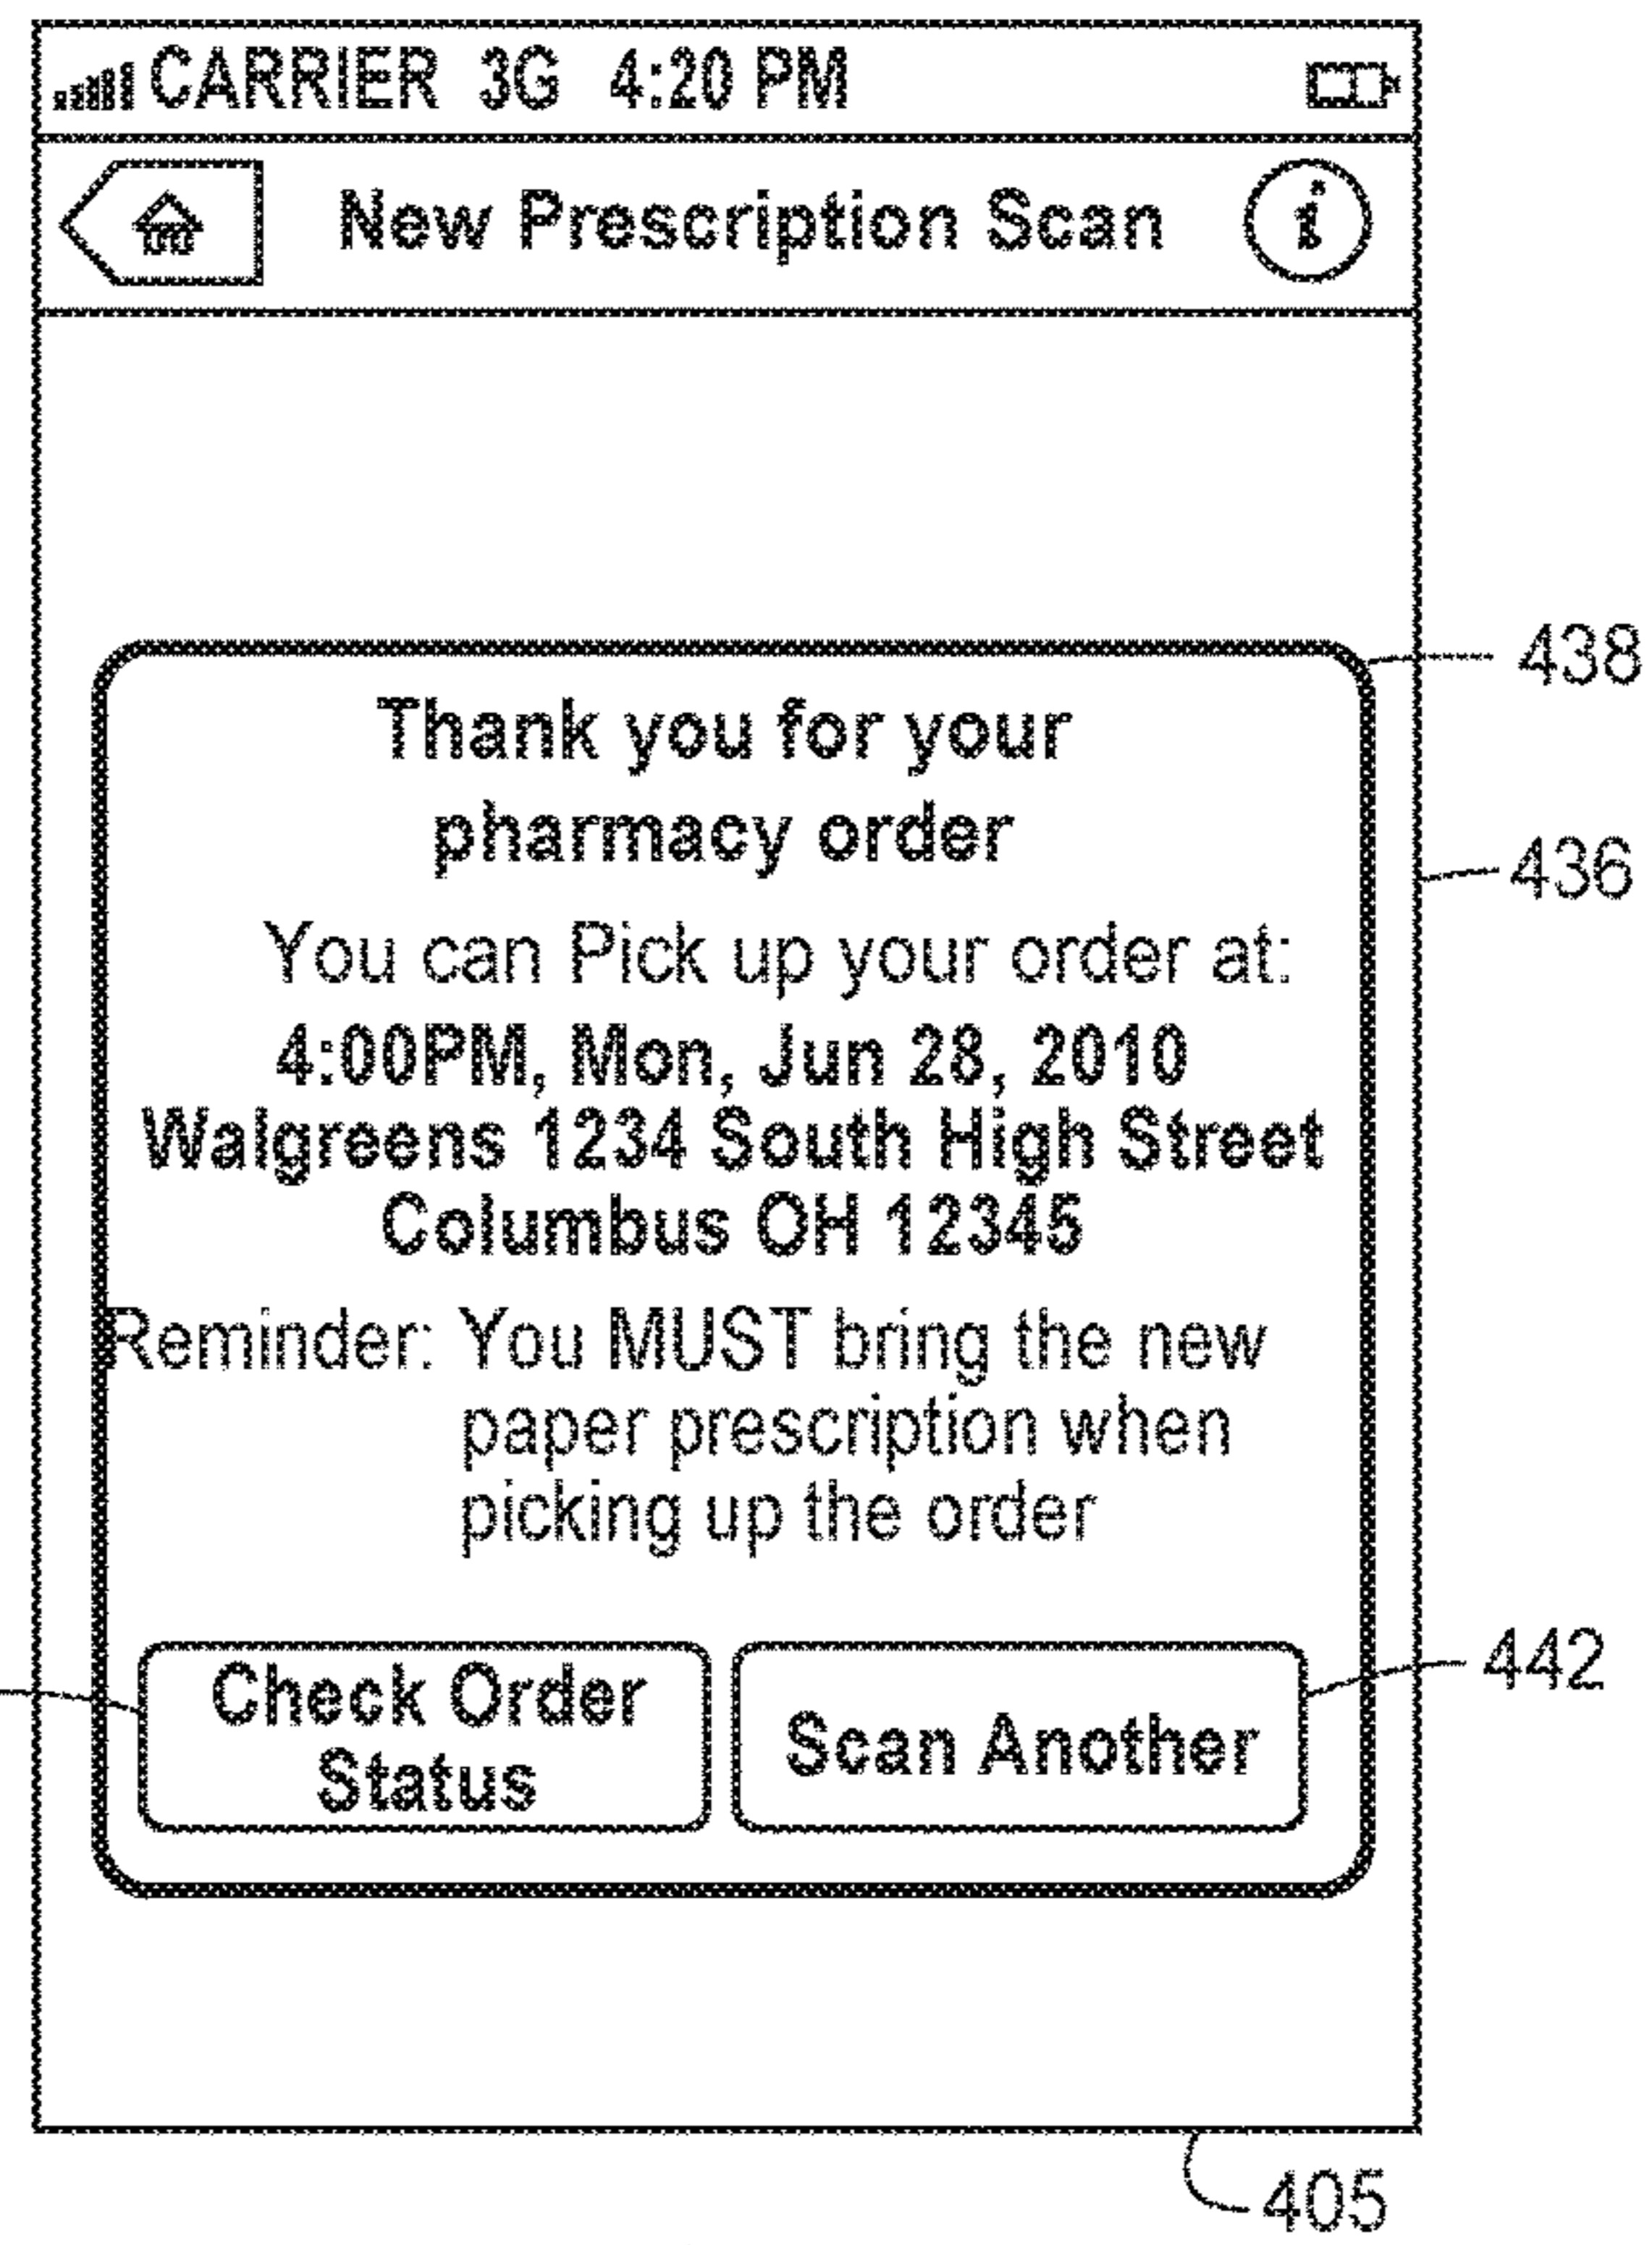 CARRIER 3G 4:20 PM
New Prescription Scan i
438
Thank you for your
pharmacy order
436
You can Pick up your order at:
4:00PM, Mon, Jun 28, 2010
Walgreens 1234 South High Street
Columbus OH 12345
Reminder: You MUST bring the new
paper prescription when
picking up the order
442
Check Order
Status
Scan Another
405